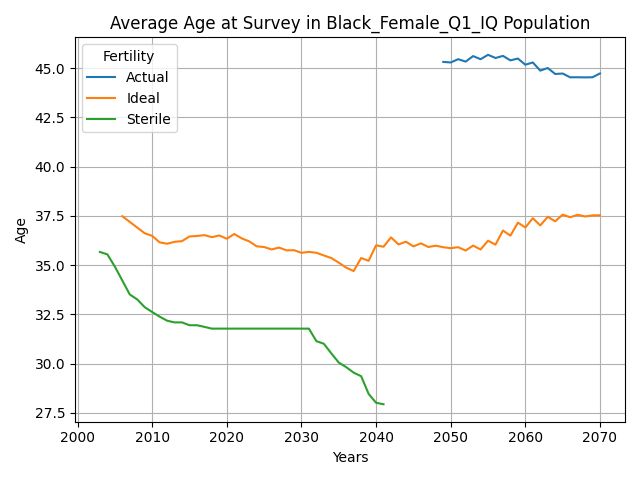 Average Age at Survey in Black_Female_Q1_IQ Population
Fertility
Actual
Ideal
Sterile
Age
45.0
42.5
40.0
37.5
35.0
32.5
30.0
27.5
2000 2010 2020 2030 2040 2050 2060 2070
Years